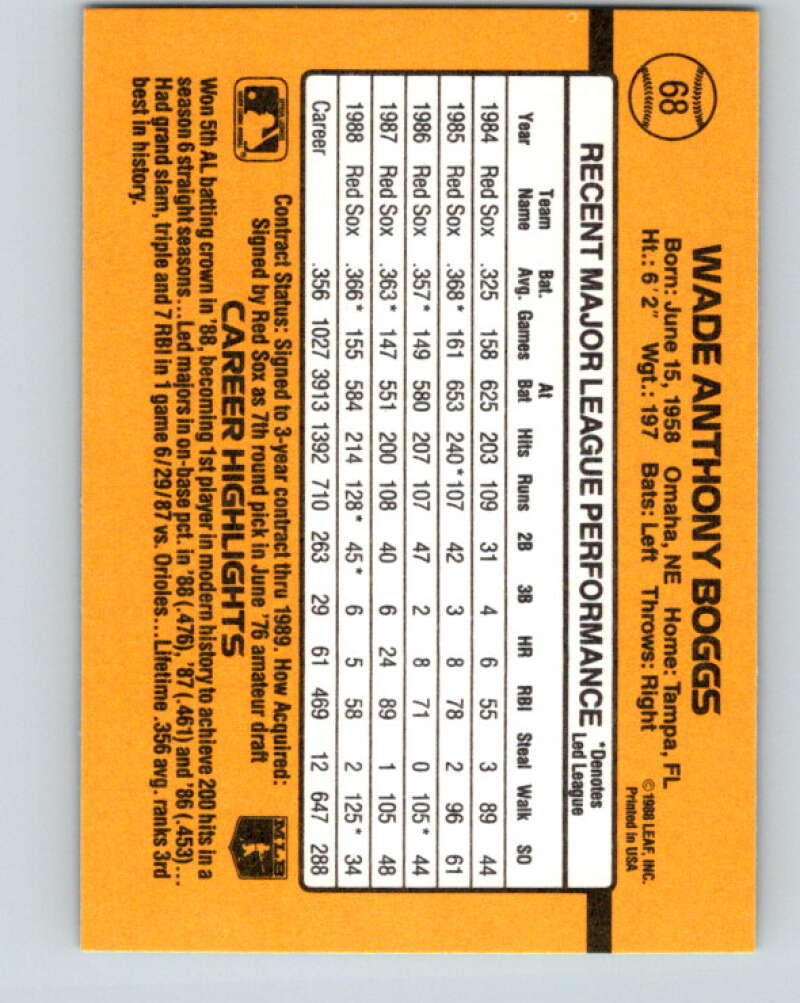 68
WADE ANTHONY BOGGS
Born: June 15, 1958 Omaha, NE Home: Tampa, FL
Ht.: 6' 2" Wgt.: 197 Bats: Left Throws: Right
©1988 LEAF, INC.
Printed in USA
RECENT MAJOR LEAGUE PERFORMANCE *Denotes Led League
Year Team Name Bat. Avg. Games At Bat Hits Runs 2B 3B HR RBI Steal Walk SO
1984 Red Sox .325 158 625 203 109 31 4 6 55 3 89 44
1985 Red Sox .368* 161 653 240* 107 42 3 8 78 2 96 61
1986 Red Sox .357* 149 580 207 107 47 2 8 71 0 105* 44
1987 Red Sox .363* 147 551 200 108 40 6 24 89 1 105 48
1988 Red Sox .366* 155 584 214 128* 45* 6 5 58 2 125* 34
Career .356 1027 3913 1392 710 263 29 61 469 12 647 288
Contract Status: Signed to 3-year contract thru 1989. How Acquired:
Signed by Red Sox as 7th round pick in June '76 amateur draft
CAREER HIGHLIGHTS
MLB
Won 5th AL batting crown in '88, becoming 1st player in modern history to achieve 200 hits in a
season 6 straight seasons...Led majors in on-base pct. in '88 (.476), '87 (.461) and '86 (.453)...
Had grand slam, triple and 7 RBI in 1 game 6/29/87 vs. Orioles...Lifetime .356 avg. ranks 3rd
best in history.